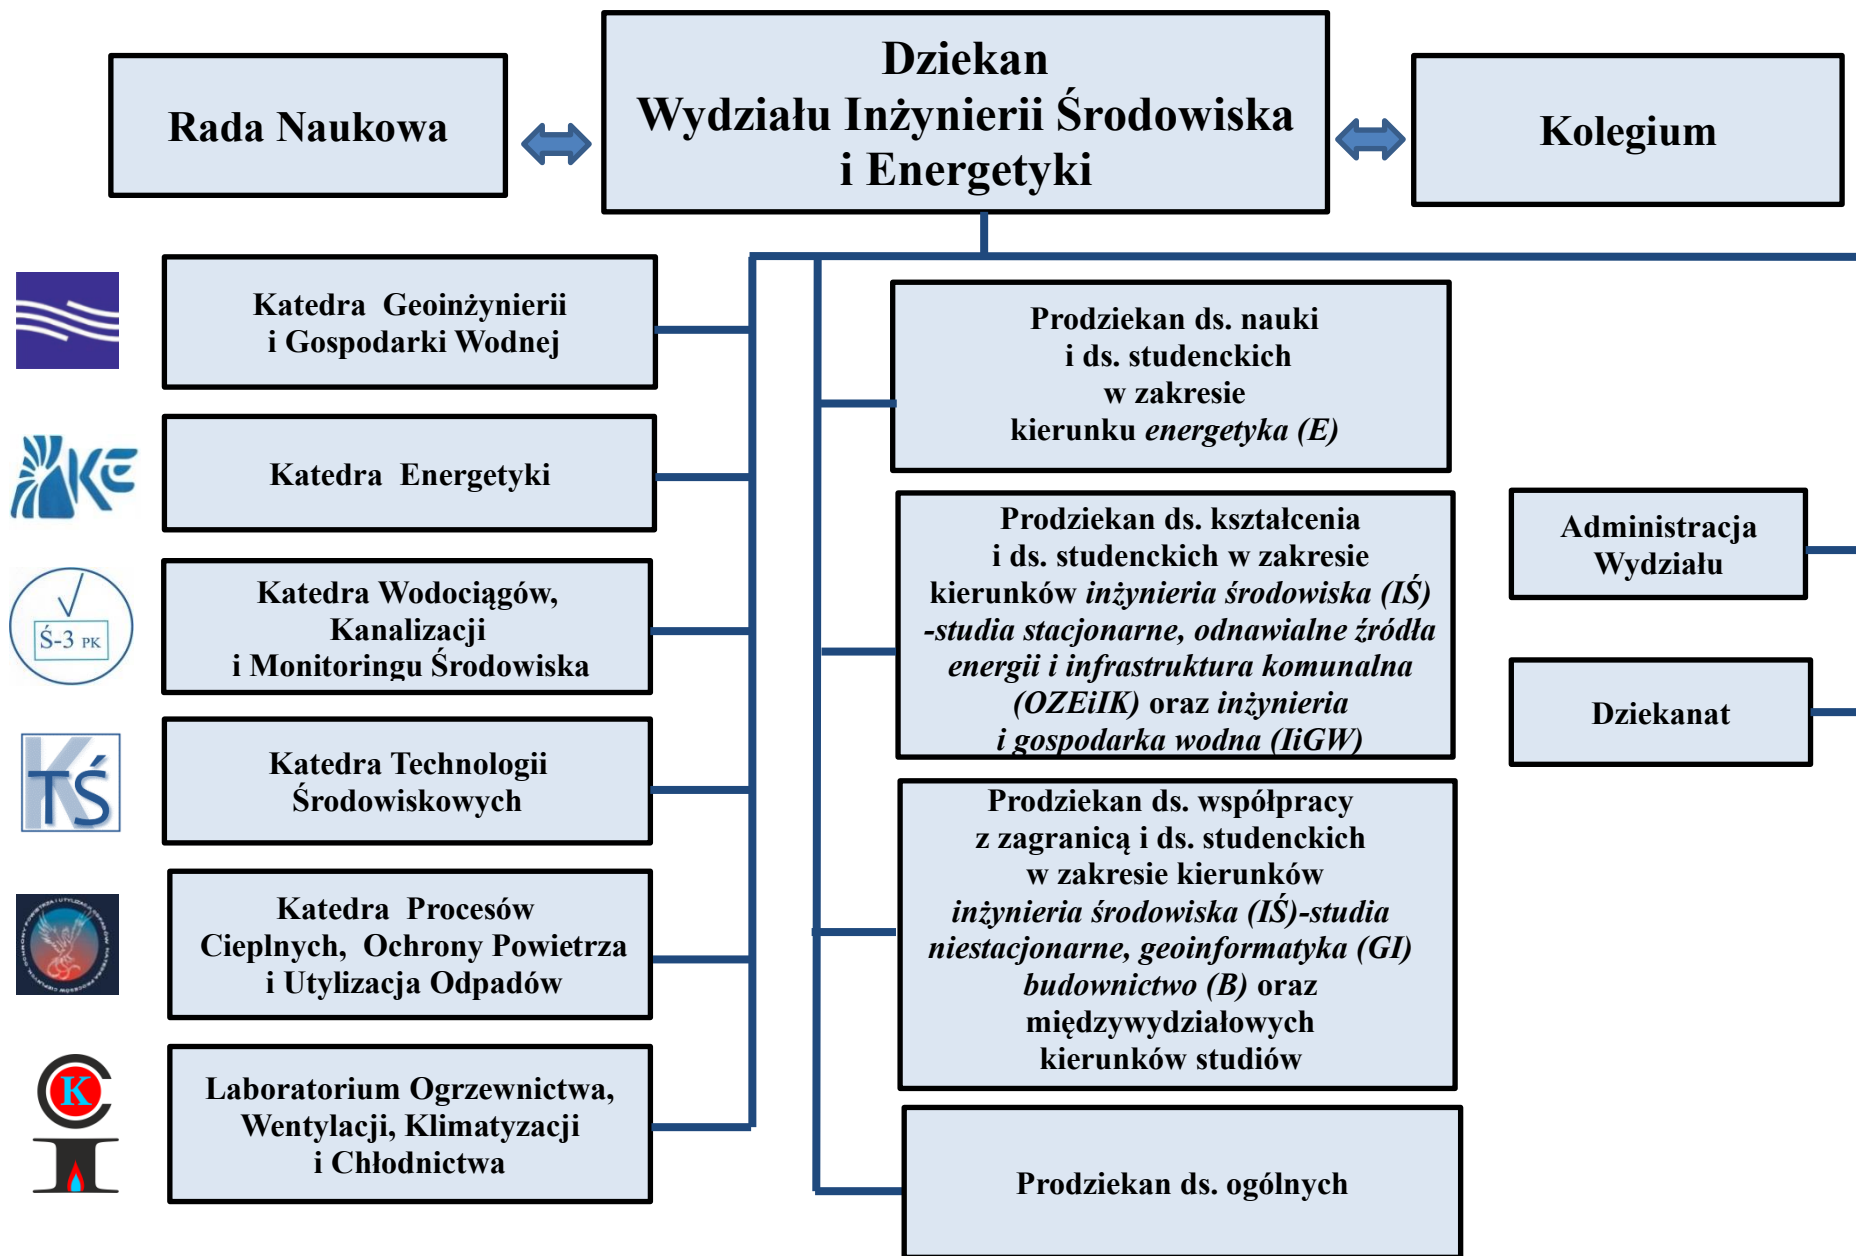 Rada Naukowa
Dziekan
Wydziału Inżynierii Środowiska
i Energetyki
Kolegium
Katedra Geoinżynierii
i Gospodarki Wodnej
KE
Katedra Energetyki
Ś-3 PK
Katedra Wodociągów,
Kanalizacji
i Monitoringu Środowiska
K
TŚ
Katedra Technologii
Środowiskowych
Katedra Procesów
Cieplnych, Ochrony Powietrza
i Utylizacja Odpadów
K
C
I
Laboratorium Ogrzewnictwa,
Wentylacji, Klimatyzacji
i Chłodnictwa
Prodziekan ds. nauki
i ds. studenckich
w zakresie
kierunku energetyka (E)
Prodziekan ds. kształcenia
i ds. studenckich w zakresie
kierunków inżynieria środowiska (IŚ)
-studia stacjonarne, odnawialne źródła
energii i infrastruktura komunalna
(OZEiIK) oraz inżynieria
i gospodarka wodna (IiGW)
Prodziekan ds. współpracy
z zagranicą i ds. studenckich
w zakresie kierunków
inżynieria środowiska (IŚ)-studia
niestacjonarne, geoinformatyka (GI)
budownictwo (B) oraz
międzywydziałowych
kierunków studiów
Prodziekan ds. ogólnych
Administracja
Wydziału
Dziekanat